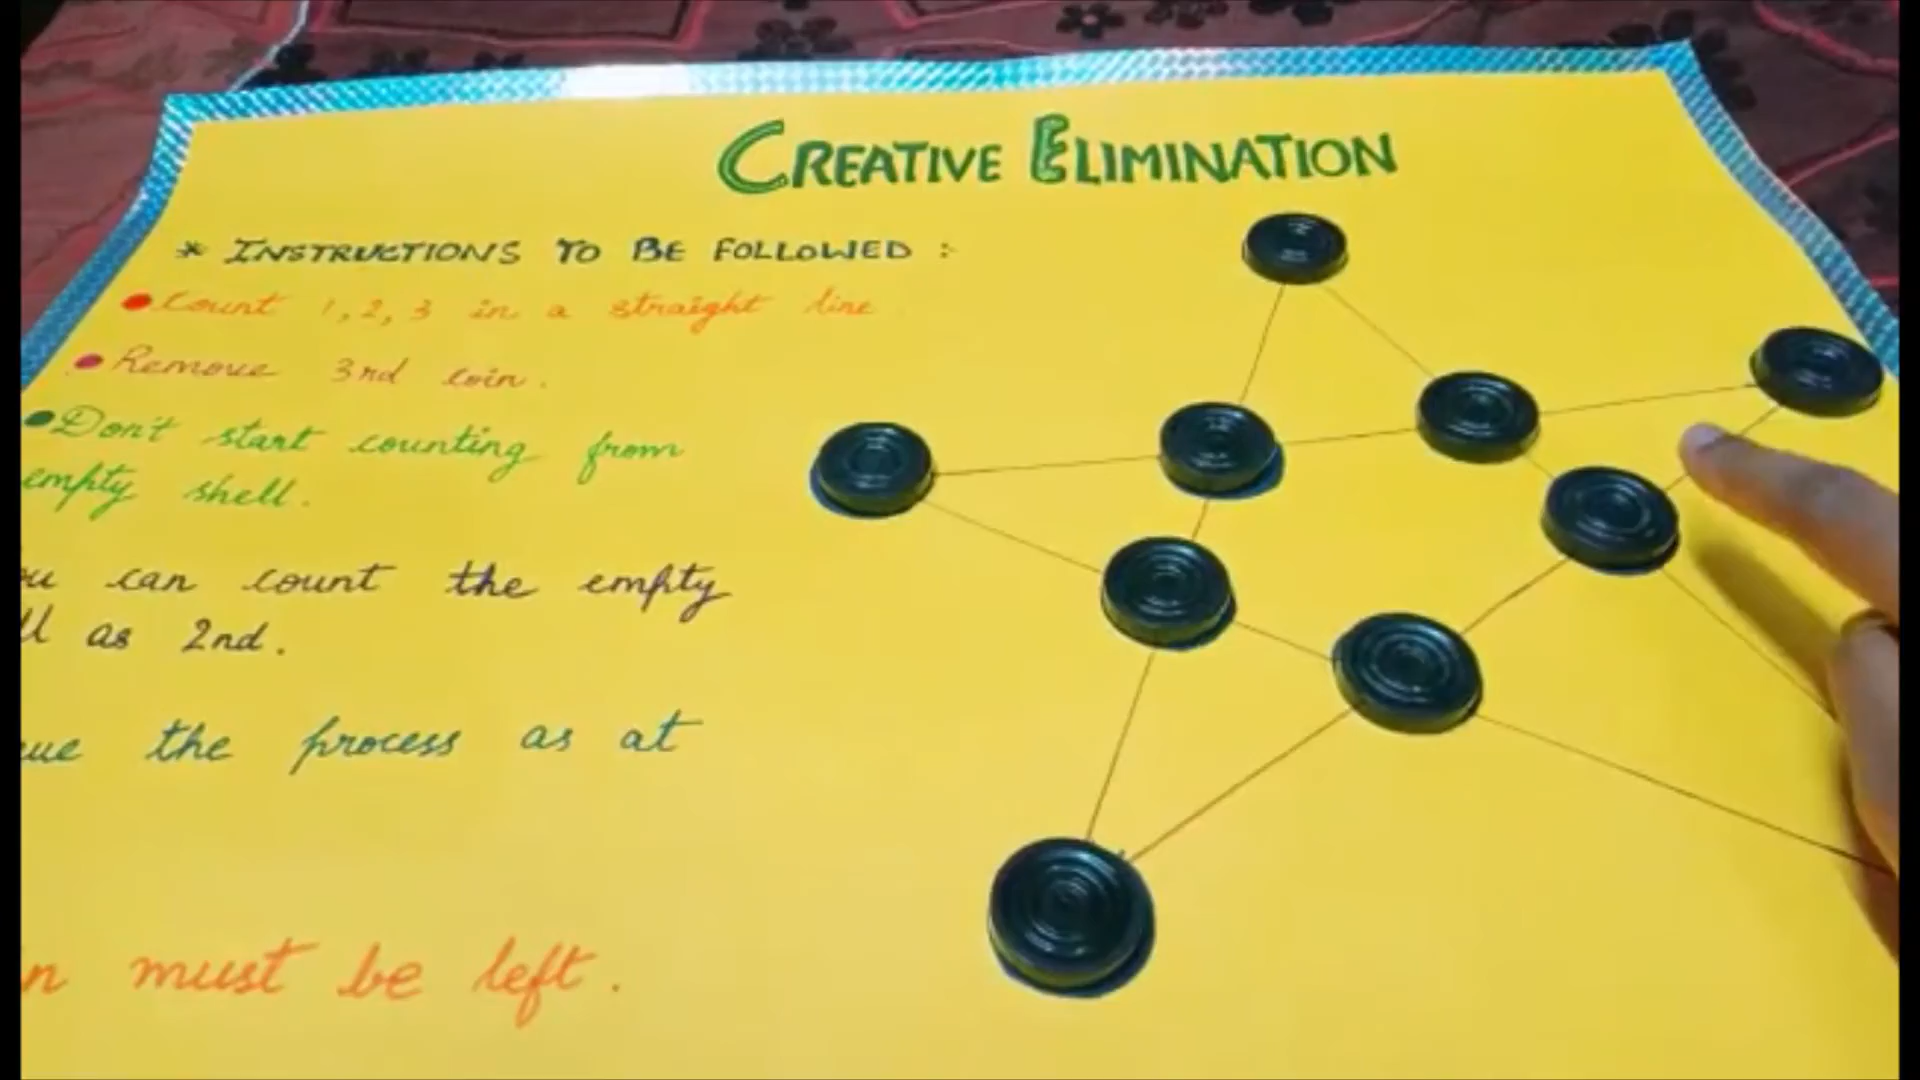 CREATIVE ELIMINATION
* INSTRUCTIONS TO BE FOLLOWED :
Count 1, 2, 3 in a straight line
Remove 3rd coin.
Don't start counting from
empty shell.
can count the empty
as 2nd.
the process as at
must be left.